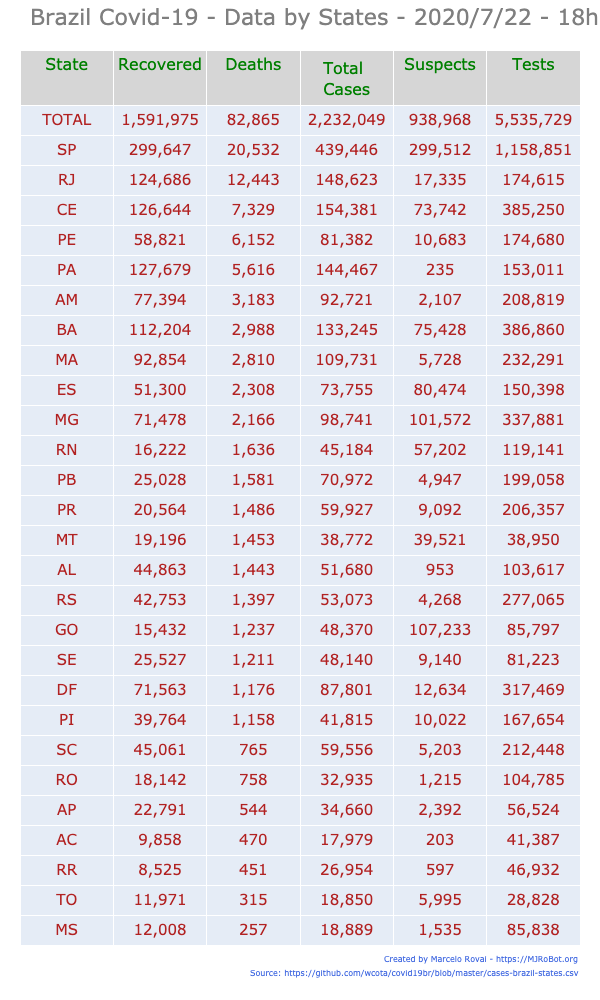 Brazil Covid-19 - Data by States - 2020/7/22 - 18h
State Recovered Deaths Total Cases Suspects Tests
TOTAL 1,591,975 82,865 2,232,049 938,968 5,535,729
SP 299,647 20,532 439,446 299,512 1,158,851
RJ 124,686 12,443 148,623 17,335 174,615
CE 126,644 7,329 154,381 73,742 385,250
PE 58,821 6,152 81,382 10,683 174,680
PA 127,679 5,616 144,467 235 153,011
AM 77,394 3,183 92,721 2,107 208,819
BA 112,204 2,988 133,245 75,428 386,860
MA 92,854 2,810 109,731 5,728 232,291
ES 51,300 2,308 73,755 80,474 150,398
MG 71,478 2,166 98,741 101,572 337,881
RN 16,222 1,636 45,184 57,202 119,141
PB 25,028 1,581 70,972 4,947 199,058
PR 20,564 1,486 59,927 9,092 206,357
MT 19,196 1,453 38,772 39,521 38,950
AL 44,863 1,443 51,680 953 103,617
RS 42,753 1,397 53,073 4,268 277,065
GO 15,432 1,237 48,370 107,233 85,797
SE 25,527 1,211 48,140 9,140 81,223
DF 71,563 1,176 87,801 12,634 317,469
PI 39,764 1,158 41,815 10,022 167,654
SC 45,061 765 59,556 5,203 212,448
RO 18,142 758 32,935 1,215 104,785
AP 22,791 544 34,660 2,392 56,524
AC 9,858 470 17,979 203 41,387
RR 8,525 451 26,954 597 46,932
TO 11,971 315 18,850 5,995 28,828
MS 12,008 257 18,889 1,535 85,838
Created by Marcelo Rovai - https://MJRoBot.org
Source: https://github.com/wcota/covid19br/blob/master/cases-brazil-states.csv